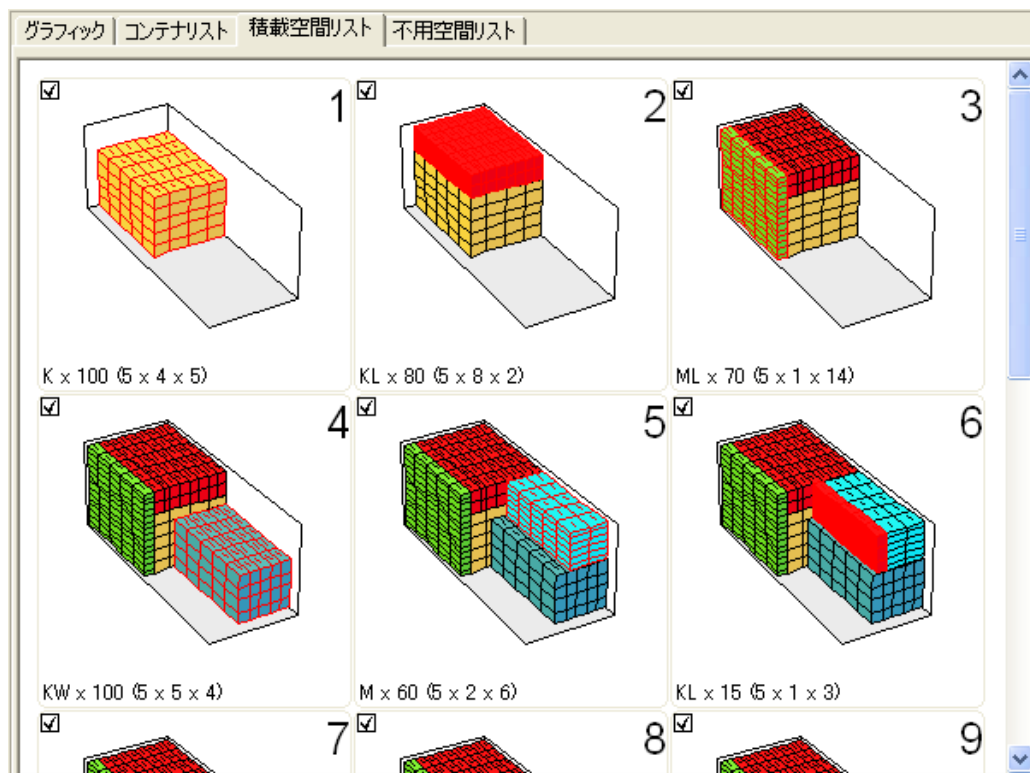 グラフィック コンテナリスト 積載空間リスト 不用空間リスト
1 2 3
K x 100 (5 x 4 x 5) KL x 80 (5 x 8 x 2) ML x 70 (5 x 1 x 14)
4 5 6
KW x 100 (5 x 5 x 4) M x 60 (5 x 2 x 6) KL x 15 (5 x 1 x 3)
7 8 9